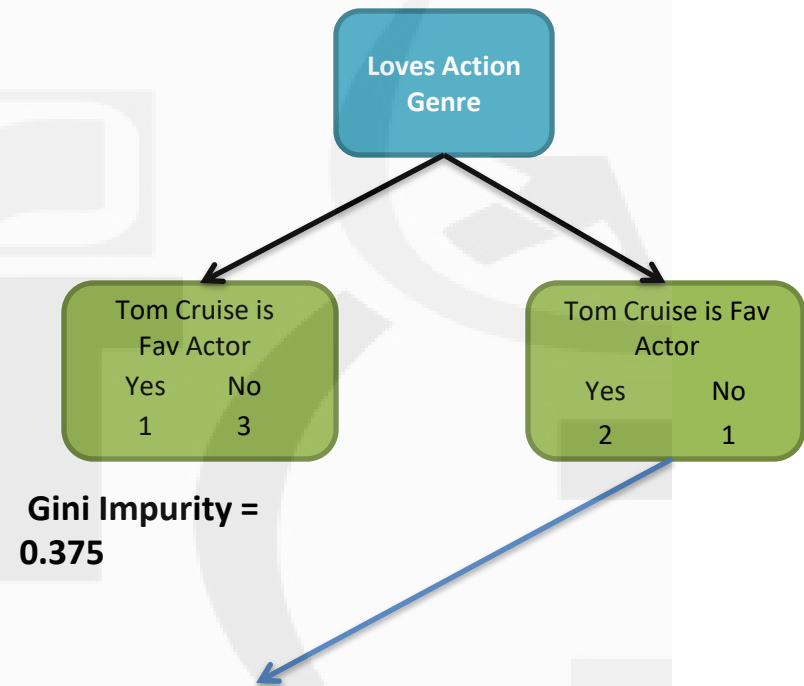 Loves Action
Genre
Tom Cruise is
Fav Actor
Yes No
1 3
Tom Cruise is Fav
Actor
Yes No
2 1
Gini Impurity =
0.375